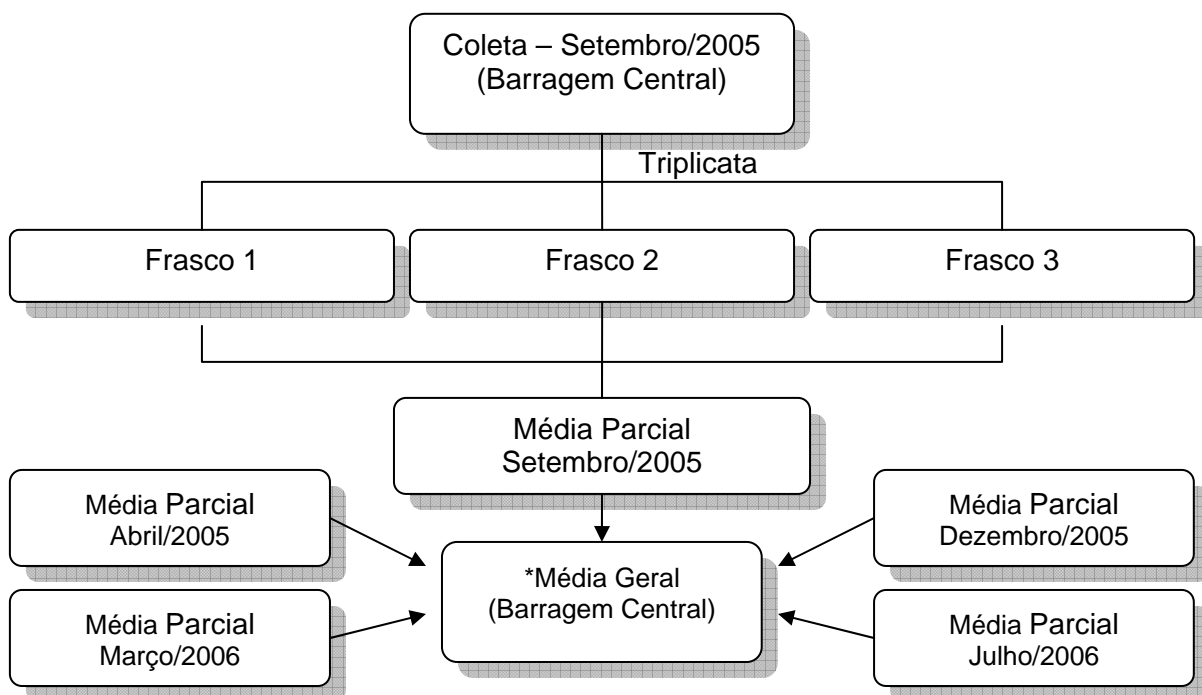 Coleta – Setembro/2005
(Barragem Central)
Triplicata
Frasco 1
Frasco 2
Frasco 3
Média Parcial
Setembro/2005
Média Parcial
Abril/2005
Média Parcial
Dezembro/2005
*Média Geral
(Barragem Central)
Média Parcial
Março/2006
Média Parcial
Julho/2006